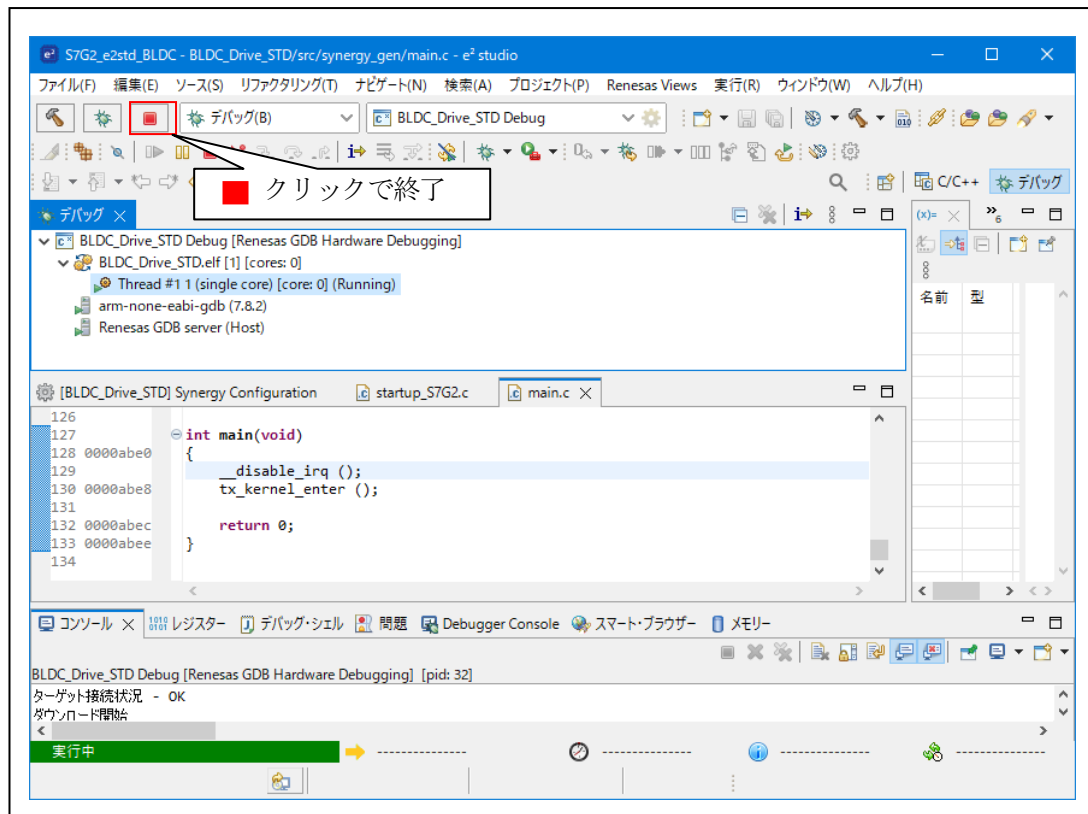 S7G2_e2std_BLDC - BLDC_Drive_STD/src/synergy_gen/main.c - e² studio
ファイル(F) 編集(E) ソース(S) リファクタリング(T) ナビゲート(N) 検索(A) プロジェクト(P) Renesas Views 実行(R) ウィンドウ(W) ヘルプ(H)
デバッグ(B) BLDC_Drive_STD Debug
クリックで終了
C/C++ デバッグ
デバッグ (x)= 6
BLDC_Drive_STD Debug [Renesas GDB Hardware Debugging]
BLDC_Drive_STD.elf [1] [cores: 0]
Thread #1 1 (single core) [core: 0] (Running)
arm-none-eabi-gdb (7.8.2)
Renesas GDB server (Host)
名前 型
[BLDC_Drive_STD] Synergy Configuration startup_S7G2.c main.c
126
127 int main(void)
128 0000abe0 {
129 __disable_irq ();
130 0000abe8 tx_kernel_enter ();
131
132 0000abec return 0;
133 0000abee }
134
コンソール レジスター デバッグ・シェル 問題 Debugger Console スマート・ブラウザー メモリー
BLDC_Drive_STD Debug [Renesas GDB Hardware Debugging] [pid: 32]
ターゲット接続状況 - OK
ダウンロード開始
実行中 --------------- --------------- --------------- ---------------